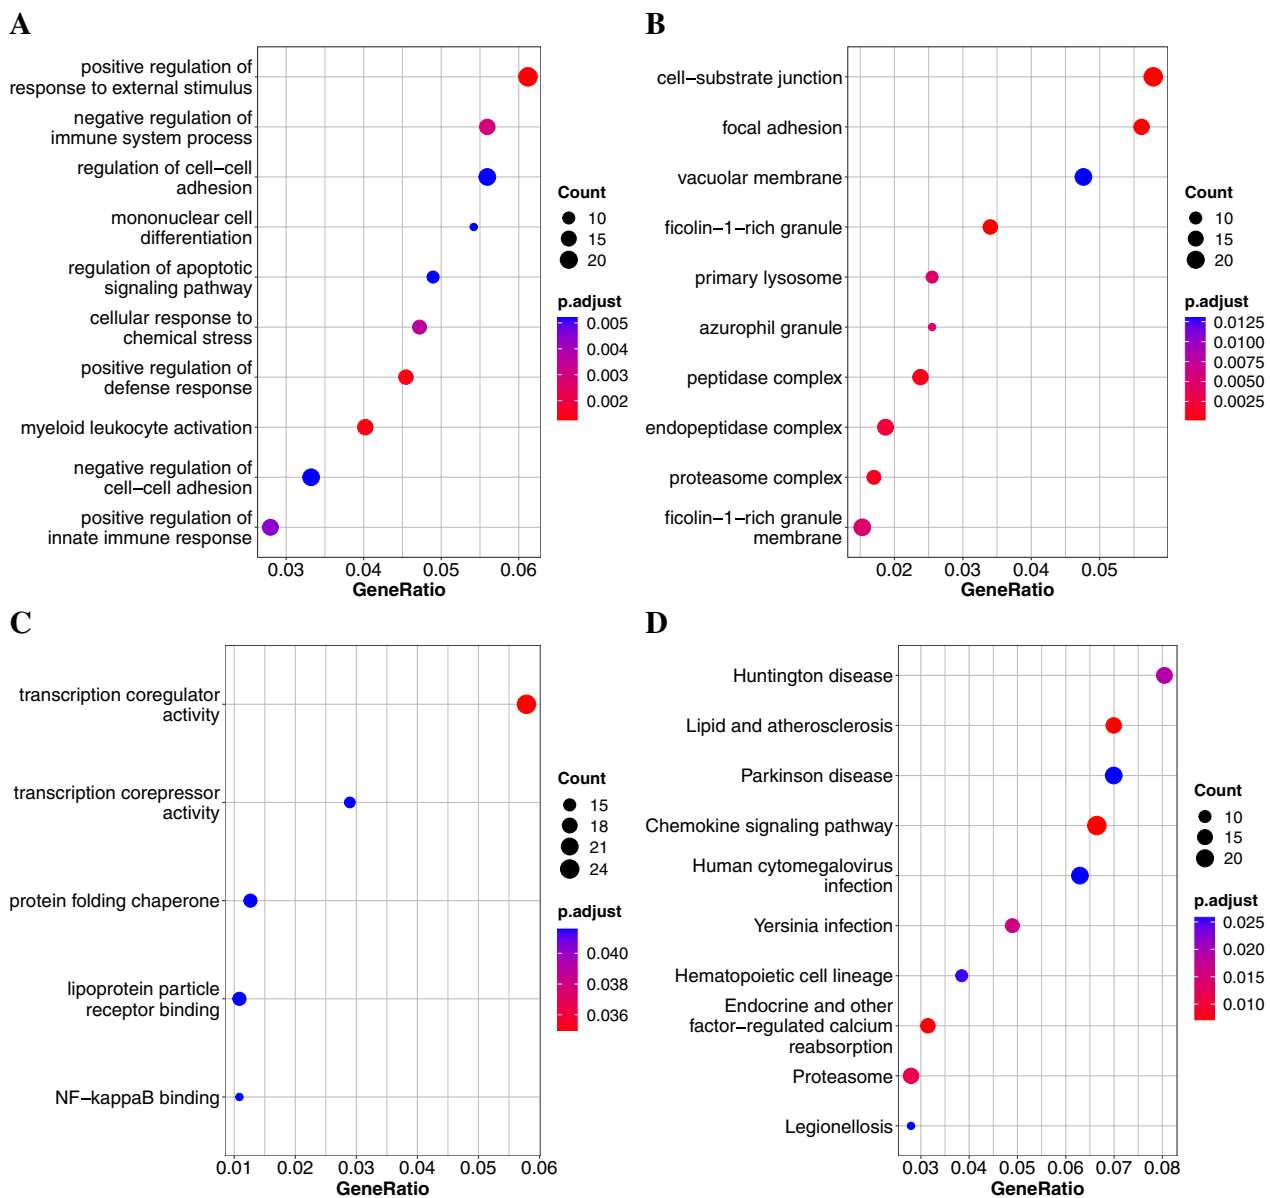 A
positive regulation of
response to external stimulus
negative regulation of
immune system process
regulation of cell−cell
adhesion
mononuclear cell
differentiation
regulation of apoptotic
signaling pathway
cellular response to
chemical stress
positive regulation of
defense response
myeloid leukocyte activation
negative regulation of
cell−cell adhesion
positive regulation of
innate immune response
0.03 0.04 0.05 0.06
GeneRatio
Count
10
15
20
p.adjust
0.005
0.004
0.003
0.002
B
cell−substrate junction
focal adhesion
vacuolar membrane
ficolin−1−rich granule
primary lysosome
azurophil granule
peptidase complex
endopeptidase complex
proteasome complex
ficolin−1−rich granule
membrane
0.02 0.03 0.04 0.05
GeneRatio
Count
10
15
20
p.adjust
0.0125
0.0100
0.0075
0.0050
0.0025
C
transcription coregulator
activity
transcription corepressor
activity
protein folding chaperone
lipoprotein particle
receptor binding
NF−kappaB binding
0.01 0.02 0.03 0.04 0.05 0.06
GeneRatio
Count
15
18
21
24
p.adjust
0.040
0.038
0.036
D
Huntington disease
Lipid and atherosclerosis
Parkinson disease
Chemokine signaling pathway
Human cytomegalovirus
infection
Yersinia infection
Hematopoietic cell lineage
Endocrine and other
factor−regulated calcium
reabsorption
Proteasome
Legionellosis
0.03 0.04 0.05 0.06 0.07 0.08
GeneRatio
Count
10
15
20
p.adjust
0.025
0.020
0.015
0.010